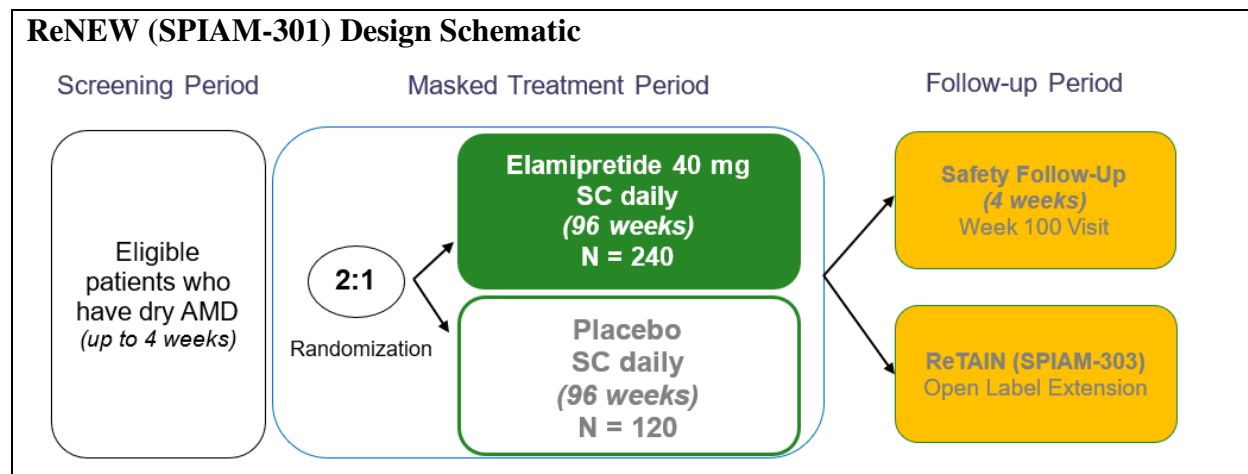 ReNEW (SPIAM-301) Design Schematic
Screening Period
Masked Treatment Period
Follow-up Period
Eligible
patients who
have dry AMD
(up to 4 weeks)
2:1
Randomization
Elamipretide 40 mg
SC daily
(96 weeks)
N = 240
Placebo
SC daily
(96 weeks)
N = 120
Safety Follow-Up
(4 weeks)
Week 100 Visit
ReTAIN (SPIAM-303)
Open Label Extension